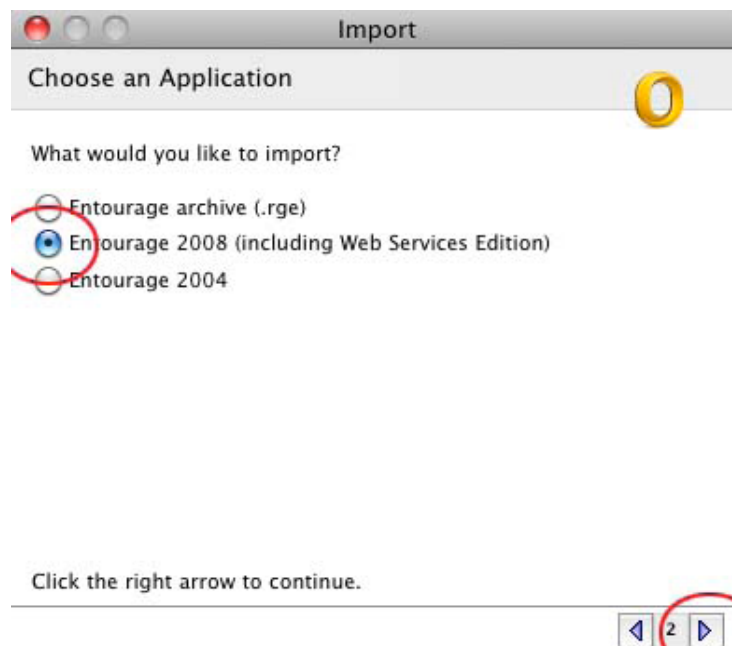 Import
Choose an Application
What would you like to import?
Entourage archive (.rge)
Entourage 2008 (including Web Services Edition)
Entourage 2004
Click the right arrow to continue.
2